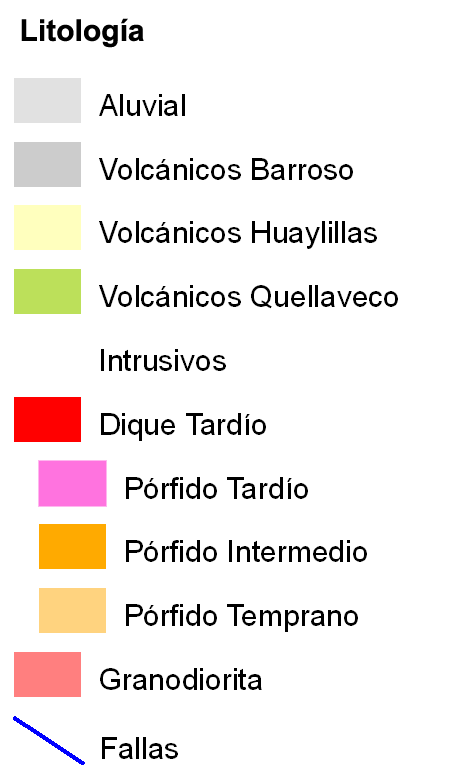 Litología
Aluvial
Volcánicos Barroso
Volcánicos Huaylillas
Volcánicos Quellaveco
Intrusivos
Dique Tardío
Pórfido Tardío
Pórfido Intermedio
Pórfido Temprano
Granodiorita
Fallas